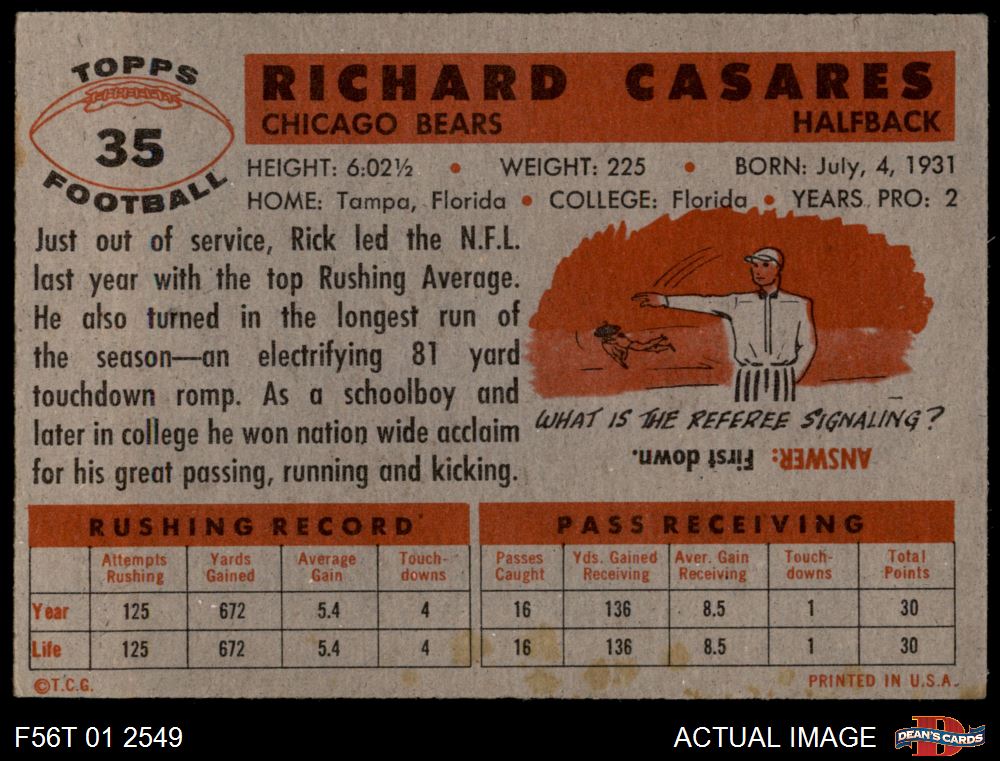 TOPPS
35
FOOTBALL
RICHARD CASARES
CHICAGO BEARS HALFBACK
HEIGHT: 6:02½ • WEIGHT: 225 • BORN: July, 4, 1931
HOME: Tampa, Florida • COLLEGE: Florida • YEARS PRO: 2
Just out of service, Rick led the N.F.L.
last year with the top Rushing Average.
He also turned in the longest run of
the season—an electrifying 81 yard
touchdown romp. As a schoolboy and
later in college he won nation wide acclaim
for his great passing, running and kicking.
WHAT IS THE REFEREE SIGNALING?
ANSWER: First down.
RUSHING RECORD
Attempts Rushing Yards Gained Average Gain Touch-downs
Year 125 672 5.4 4
Life 125 672 5.4 4
PASS RECEIVING
Passes Caught Yds. Gained Receiving Aver. Gain Receiving Touch-downs Total Points
16 136 8.5 1 30
16 136 8.5 1 30
©T.C.G. PRINTED IN U.S.A.
F56T 01 2549 ACTUAL IMAGE DEAN'S CARDS